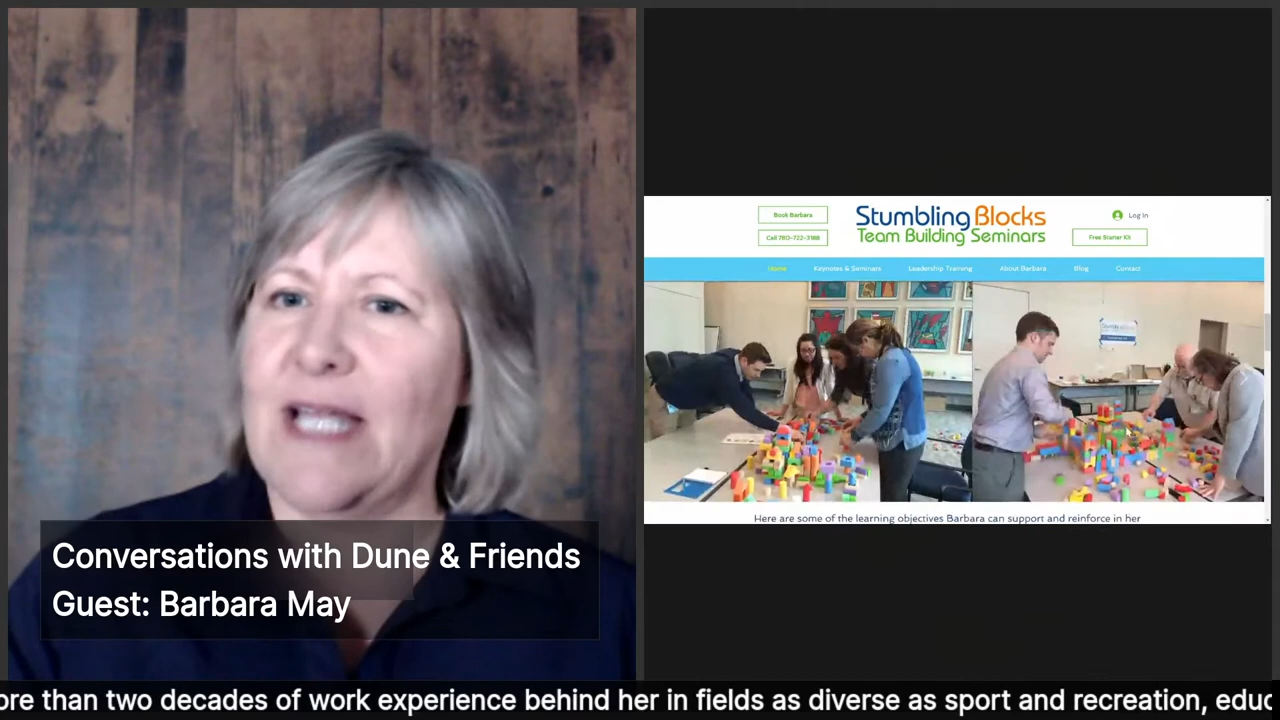 Conversations with Dune & Friends
Guest: Barbara May
Book Barbara
Call 780-722-3188
Stumbling Blocks
Team Building Seminars
Log In
Free Starter Kit
Home
Keynotes & Seminars
Leadership Training
About Barbara
Blog
Contact
Here are some of the learning objectives Barbara can support and reinforce in her
ore than two decades of work experience behind her in fields as diverse as sport and recreation, educ